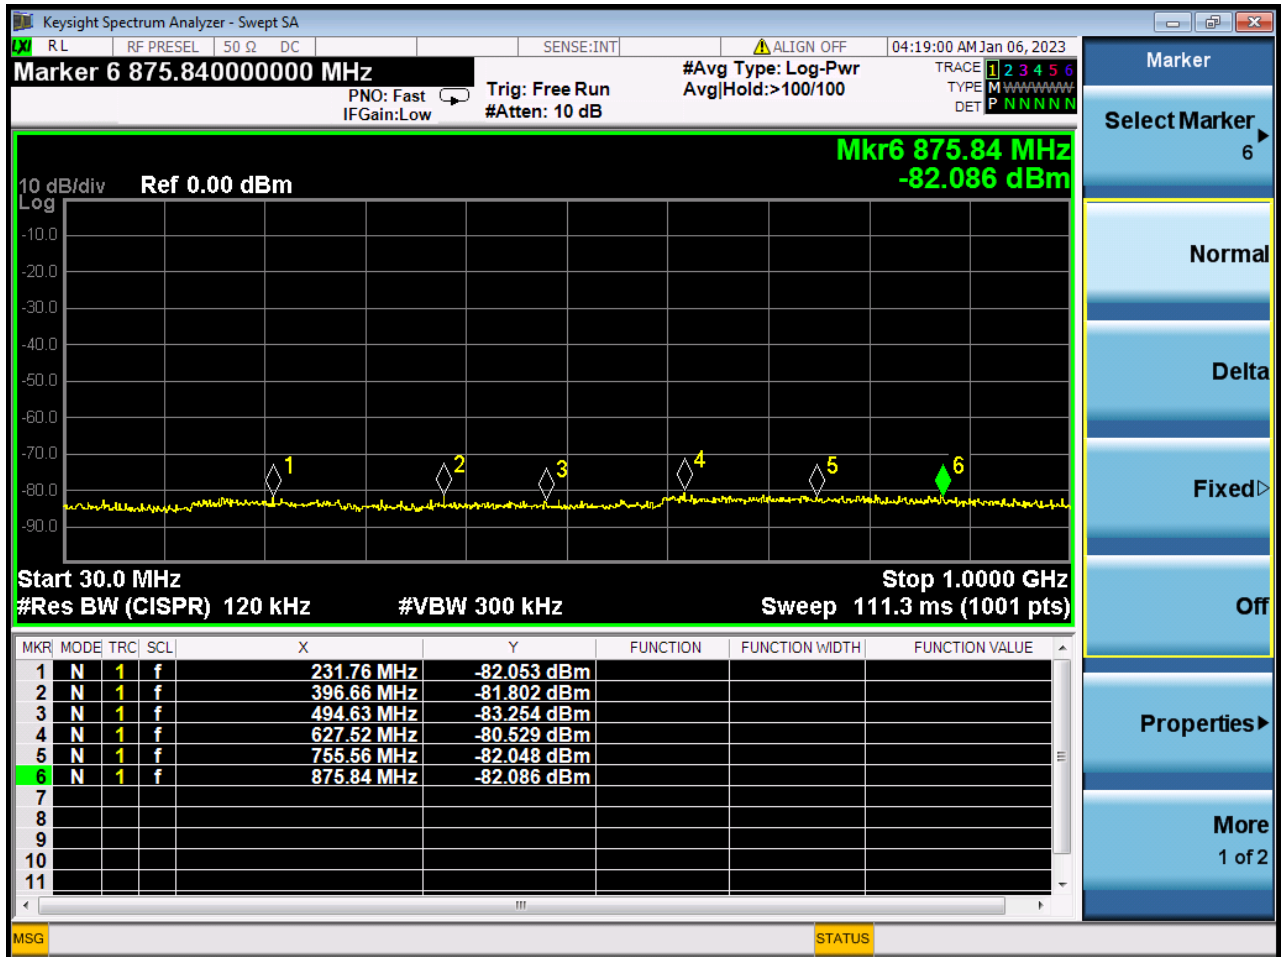 Keysight Spectrum Analyzer - Swept SA
LXI RL RF PRESEL 50 Ω DC SENSE:INT ALIGN OFF 04:19:00 AM Jan 06, 2023
Marker 6 875.840000000 MHz
PNO: Fast
IFGain:Low
Trig: Free Run
#Atten: 10 dB
#Avg Type: Log-Pwr
Avg|Hold:>100/100
TRACE 1 2 3 4 5 6
TYPE M W W W W W
DET P N N N N N
Mkr6 875.84 MHz
-82.086 dBm
10 dB/div Ref 0.00 dBm
Log
-10.0
-20.0
-30.0
-40.0
-50.0
-60.0
-70.0
-80.0
-90.0
1 2 3 4 5 6
Start 30.0 MHz Stop 1.0000 GHz
#Res BW (CISPR) 120 kHz #VBW 300 kHz Sweep 111.3 ms (1001 pts)
MKR MODE TRC SCL X Y FUNCTION FUNCTION WIDTH FUNCTION VALUE
1 N 1 f 231.76 MHz -82.053 dBm
2 N 1 f 396.66 MHz -81.802 dBm
3 N 1 f 494.63 MHz -83.254 dBm
4 N 1 f 627.52 MHz -80.529 dBm
5 N 1 f 755.56 MHz -82.048 dBm
6 N 1 f 875.84 MHz -82.086 dBm
7
8
9
10
11
MSG STATUS
Marker
Select Marker
6
Normal
Delta
Fixed
Off
Properties
More
1 of 2